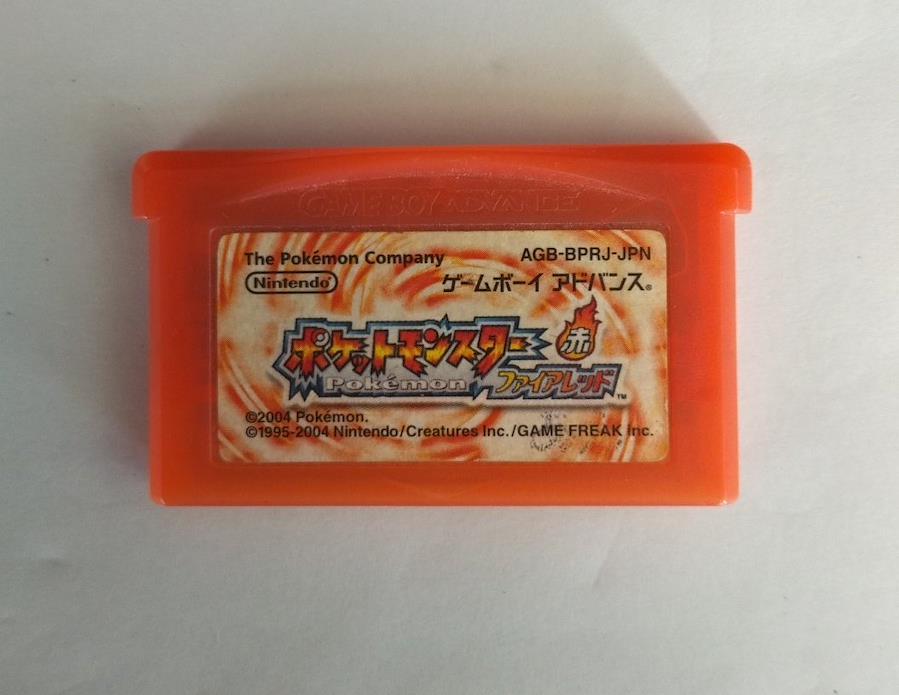 GAME BOY ADVANCE
The Pokémon Company AGB-BPRJ-JPN
Nintendo® ゲームボーイ アドバンス®
ポケットモンスター 赤
Pokémon ファイアレッド™
©2004 Pokémon.
©1995-2004 Nintendo/Creatures Inc./GAME FREAK inc.